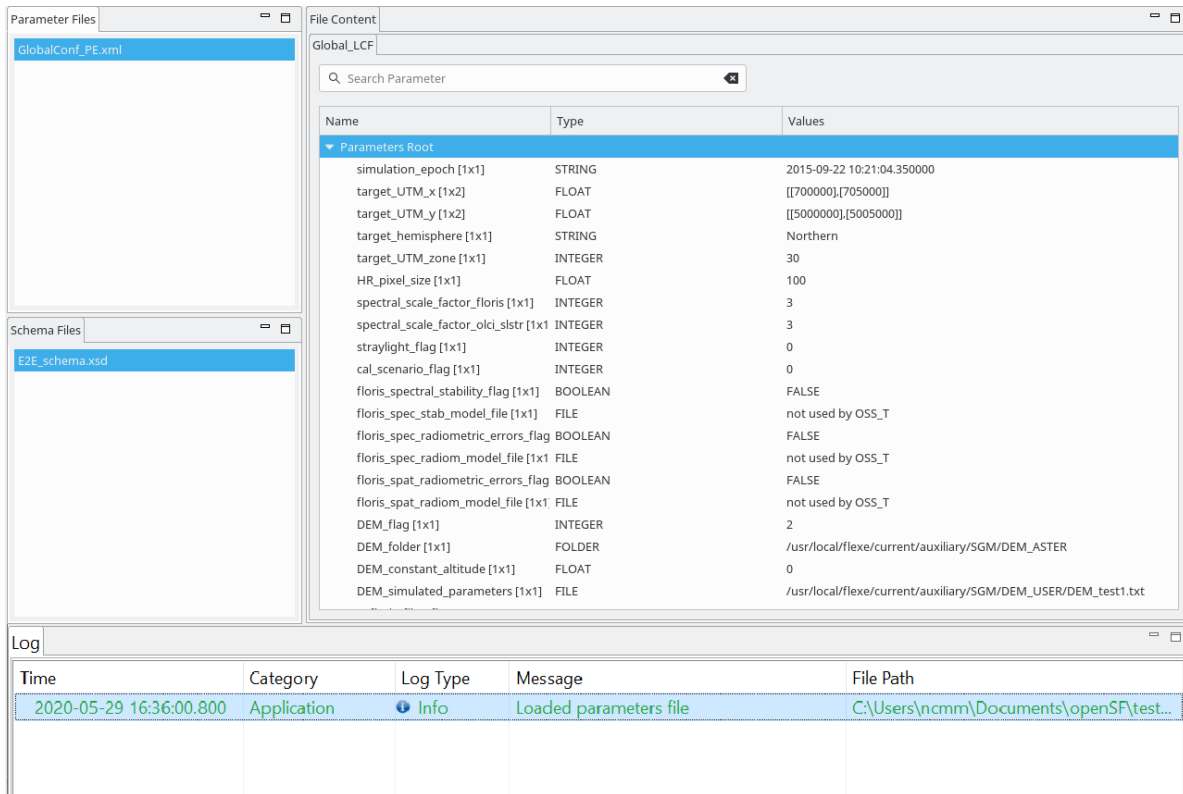 Parameter Files
GlobalConf_PE.xml
Schema Files
E2E_schema.xsd
File Content
Global_LCF
Search Parameter
Name Type Values
Parameters Root
simulation_epoch [1x1] STRING 2015-09-22 10:21:04.350000
target_UTM_x [1x2] FLOAT [[700000],[705000]]
target_UTM_y [1x2] FLOAT [[5000000],[5005000]]
target_hemisphere [1x1] STRING Northern
target_UTM_zone [1x1] INTEGER 30
HR_pixel_size [1x1] FLOAT 100
spectral_scale_factor_floris [1x1] INTEGER 3
spectral_scale_factor_olci_slstr [1x1 INTEGER 3
straylight_flag [1x1] INTEGER 0
cal_scenario_flag [1x1] INTEGER 0
floris_spectral_stability_flag [1x1] BOOLEAN FALSE
floris_spec_stab_model_file [1x1] FILE not used by OSS_T
floris_spec_radiometric_errors_flag BOOLEAN FALSE
floris_spec_radiom_model_file [1x1 FILE not used by OSS_T
floris_spat_radiometric_errors_flag BOOLEAN FALSE
floris_spat_radiom_model_file [1x1] FILE not used by OSS_T
DEM_flag [1x1] INTEGER 2
DEM_folder [1x1] FOLDER /usr/local/flexe/current/auxiliary/SGM/DEM_ASTER
DEM_constant_altitude [1x1] FLOAT 0
DEM_simulated_parameters [1x1] FILE /usr/local/flexe/current/auxiliary/SGM/DEM_USER/DEM_test1.txt
Log
Time Category Log Type Message File Path
2020-05-29 16:36:00.800 Application Info Loaded parameters file C:\Users\ncmm\Documents\openSF\test...